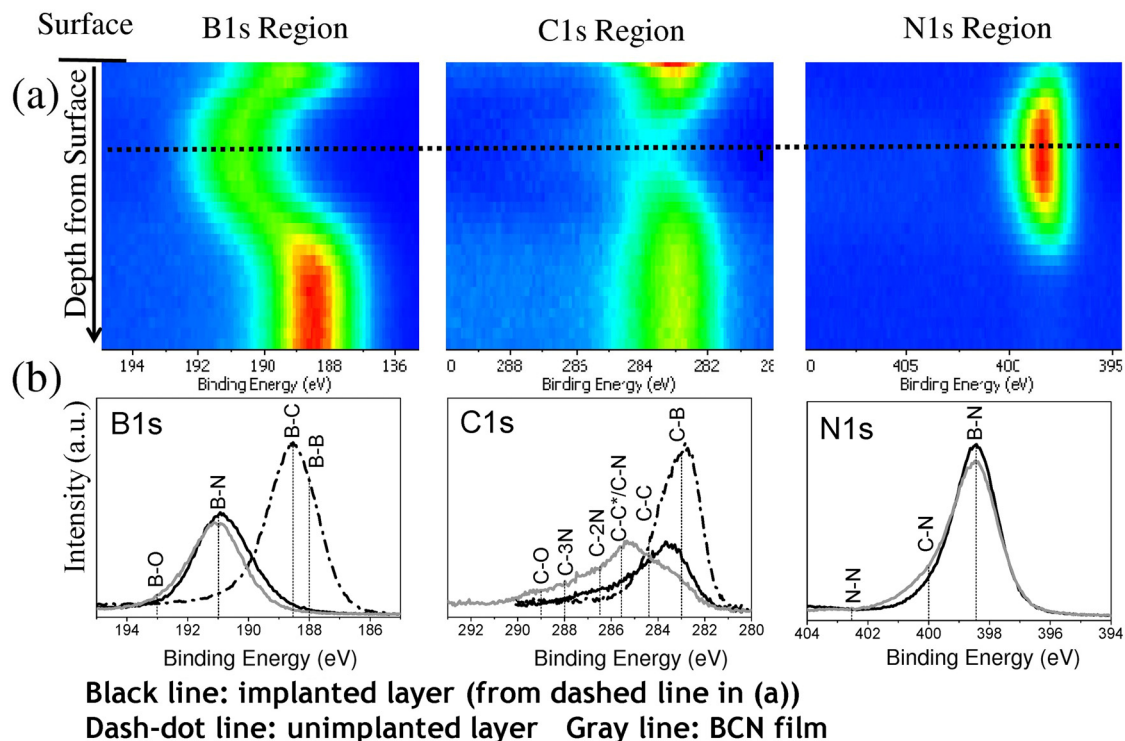 Surface
B1s Region
C1s Region
N1s Region
(a)
Depth from Surface
194 192 190 188 136
Binding Energy (eV)
0 288 285 282 28
Binding Energy (eV)
0 405 400 395
Binding Energy (eV)
(b)
Intensity (a.u.)
B1s
B-O
B-N
B-C
B-B
194 192 190 188 186
Binding Energy (eV)
C1s
C-O
C-3N
C-2N
C-C*/C-N
C-C
C-B
292 290 288 286 284 282 280
Binding Energy (eV)
N1s
N-N
C-N
B-N
404 402 400 398 396 394
Binding Energy (eV)
Black line: implanted layer (from dashed line in (a))
Dash-dot line: unimplanted layer Gray line: BCN film